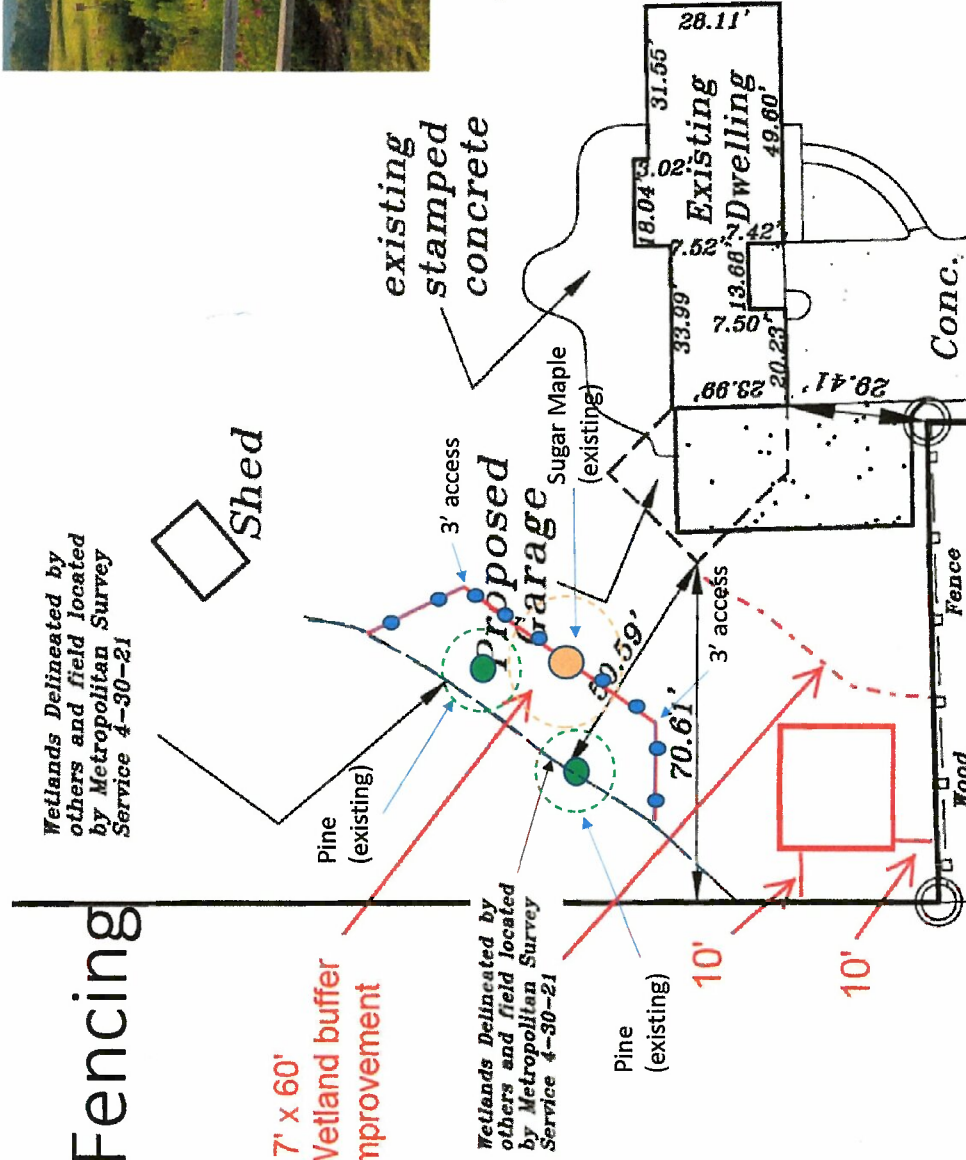 Fencing
7' x 60'
Wetland buffer
mprovement
Wetlands Delineated by
others and field located
by Metropolitan Survey
Service 4-30-21
Shed
existing
stamped
concrete
Pine
(existing)
3' access
Proposed
Garage
Sugar Maple
(existing)
Wetlands Delineated by
others and field located
by Metropolitan Survey
Service 4-30-21
Pine
(existing)
3' access
70.61'
10'
10'
28.11'
31.55'
3.02'
18.04'
Existing
Dwelling
49.60'
7.52'
7.42'
13.68'
33.99'
7.50'
20.23'
23.99'
29.41'
Conc.
Wood
Fence